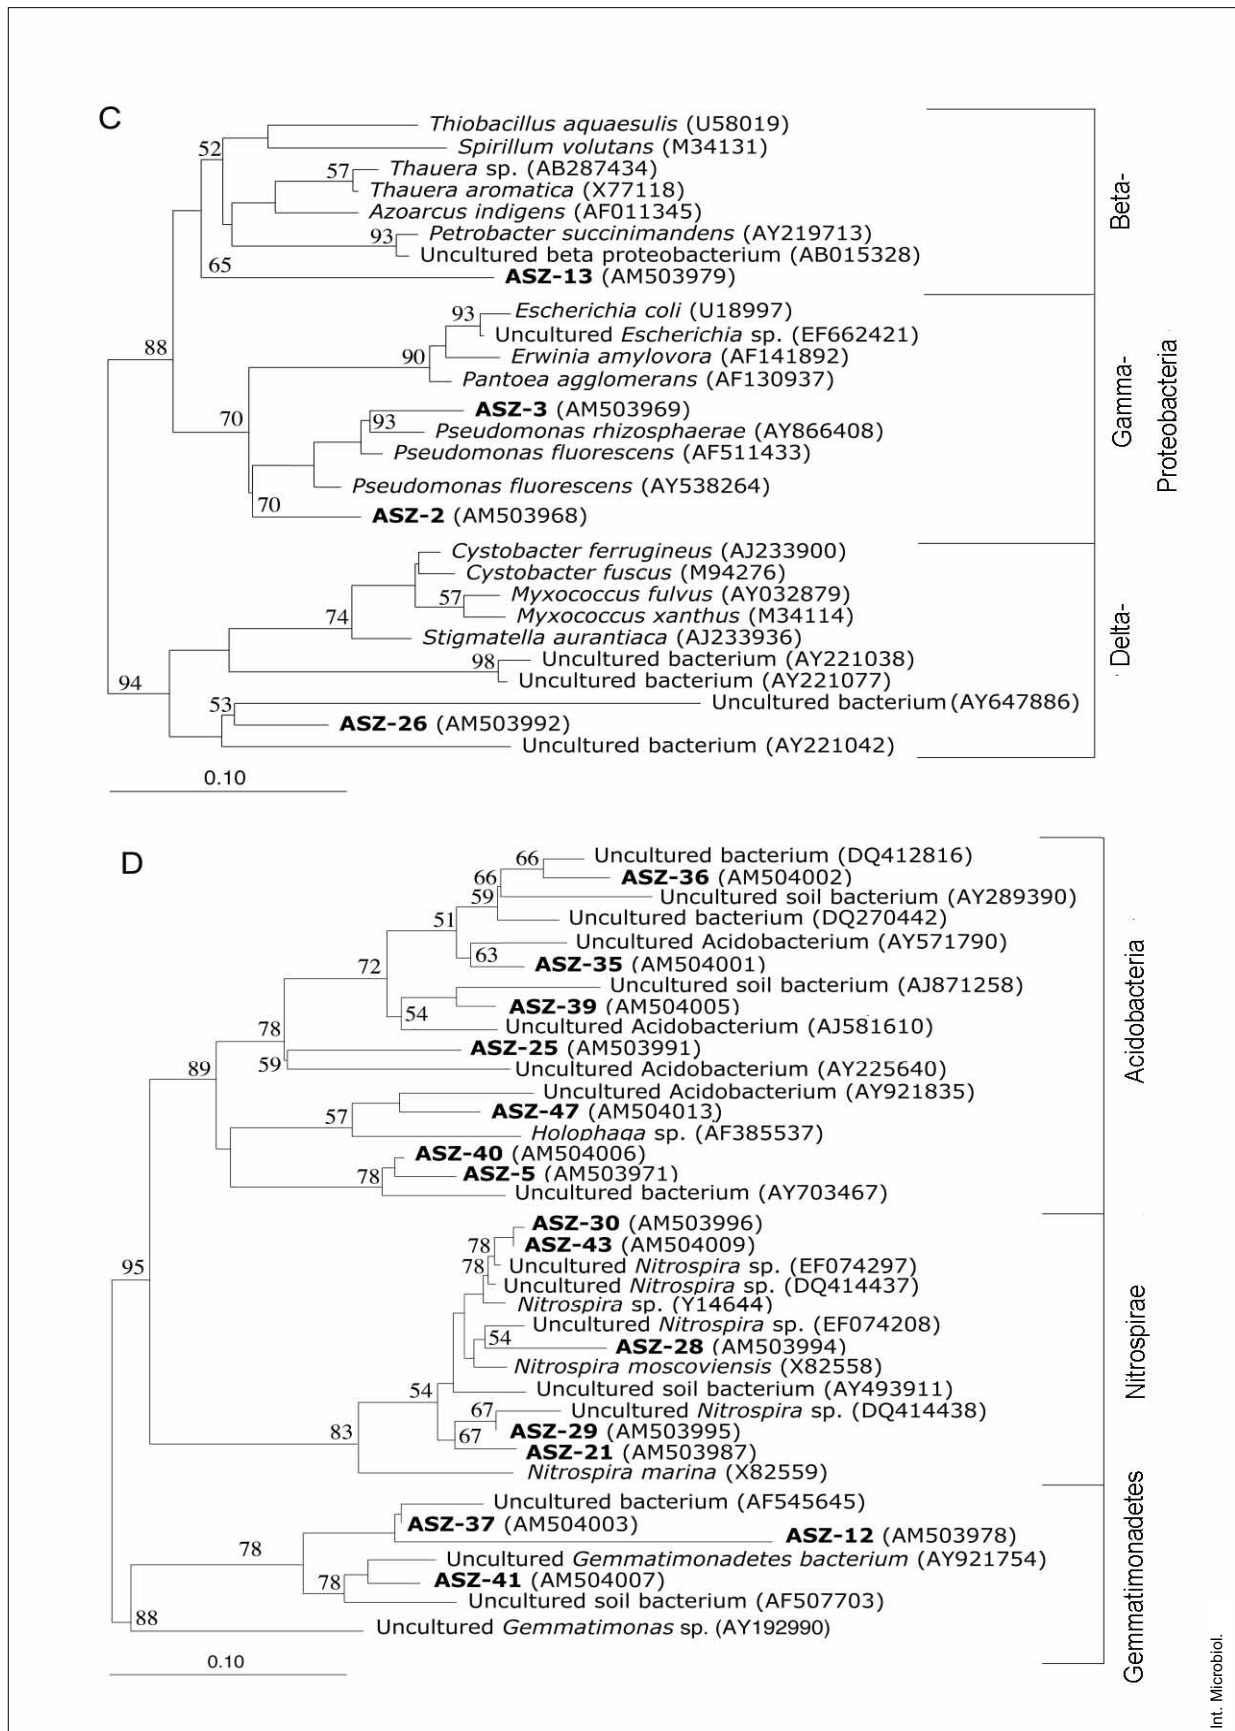 C
Thiobacillus aquaesulis (U58019)
52
Spirillum volutans (M34131)
57
Thauera sp. (AB287434)
Thauera aromatica (X77118)
Azoarcus indigens (AF011345)
93
Petrobacter succinimandens (AY219713)
Uncultured beta proteobacterium (AB015328)
65
ASZ-13 (AM503979)
Beta-
Escherichia coli (U18997)
93
Uncultured Escherichia sp. (EF662421)
88
90
Erwinia amylovora (AF141892)
Pantoea agglomerans (AF130937)
ASZ-3 (AM503969)
70
93
Pseudomonas rhizosphaerae (AY866408)
Pseudomonas fluorescens (AF511433)
Pseudomonas fluorescens (AY538264)
70
ASZ-2 (AM503968)
Gamma-
Proteobacteria
Cystobacter ferrugineus (AJ233900)
Cystobacter fuscus (M94276)
57
Myxococcus fulvus (AY032879)
74
Myxococcus xanthus (M34114)
Stigmatella aurantiaca (AJ233936)
98
Uncultured bacterium (AY221038)
94
Uncultured bacterium (AY221077)
53
Uncultured bacterium (AY647886)
ASZ-26 (AM503992)
Uncultured bacterium (AY221042)
Delta-
0.10
D
66
Uncultured bacterium (DQ412816)
66
ASZ-36 (AM504002)
59
Uncultured soil bacterium (AY289390)
51
Uncultured bacterium (DQ270442)
Uncultured Acidobacterium (AY571790)
72
63
ASZ-35 (AM504001)
Uncultured soil bacterium (AJ871258)
54
ASZ-39 (AM504005)
78
Uncultured Acidobacterium (AJ581610)
ASZ-25 (AM503991)
89
59
Uncultured Acidobacterium (AY225640)
Uncultured Acidobacterium (AY921835)
57
ASZ-47 (AM504013)
Holophaga sp. (AF385537)
ASZ-40 (AM504006)
78
ASZ-5 (AM503971)
Uncultured bacterium (AY703467)
Acidobacteria
ASZ-30 (AM503996)
78
ASZ-43 (AM504009)
95
78
Uncultured Nitrospira sp. (EF074297)
Uncultured Nitrospira sp. (DQ414437)
Nitrospira sp. (Y14644)
Uncultured Nitrospira sp. (EF074208)
54
ASZ-28 (AM503994)
Nitrospira moscoviensis (X82558)
54
Uncultured soil bacterium (AY493911)
67
Uncultured Nitrospira sp. (DQ414438)
83
67
ASZ-29 (AM503995)
ASZ-21 (AM503987)
Nitrospira marina (X82559)
Nitrospirae
Uncultured bacterium (AF545645)
ASZ-37 (AM504003)
ASZ-12 (AM503978)
78
Uncultured Gemmatimonadetes bacterium (AY921754)
78
ASZ-41 (AM504007)
Uncultured soil bacterium (AF507703)
88
Uncultured Gemmatimonas sp. (AY192990)
Gemmatimonadetes
0.10
Int. Microbiol.